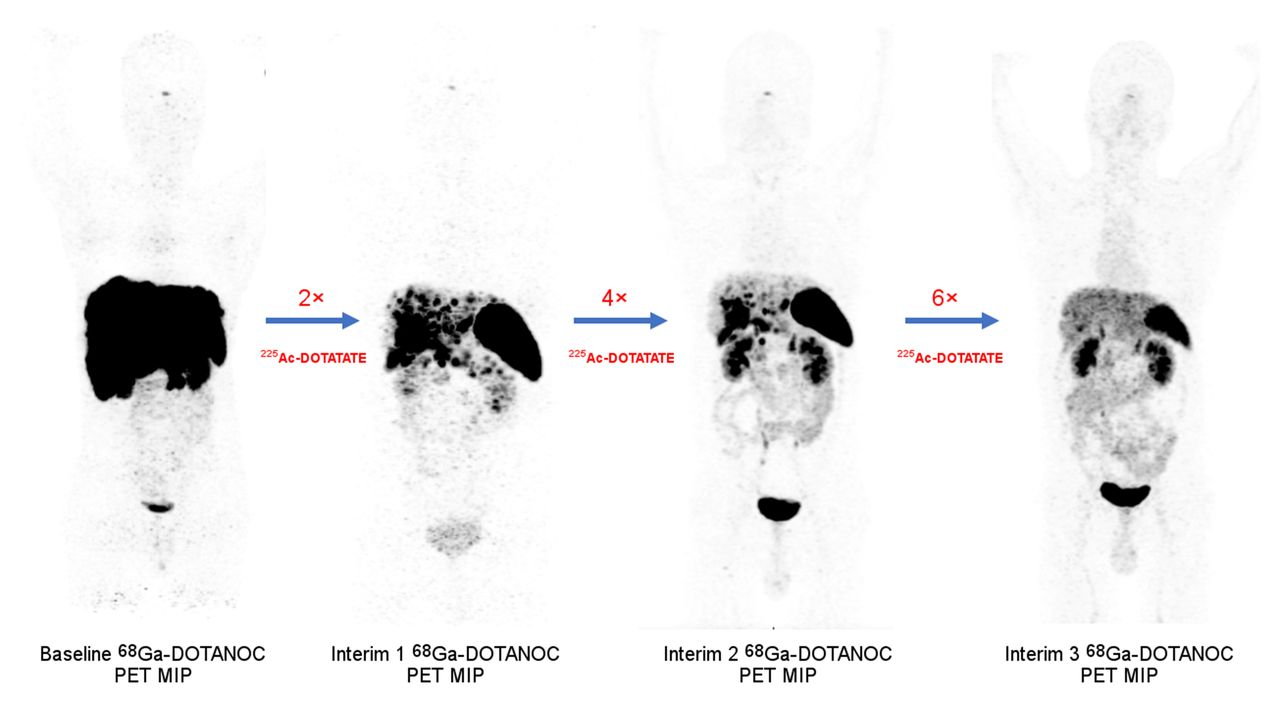 2×
225Ac-DOTATATE
4×
225Ac-DOTATATE
6×
225Ac-DOTATATE
Baseline 68Ga-DOTANOC
PET MIP
Interim 1 68Ga-DOTANOC
PET MIP
Interim 2 68Ga-DOTANOC
PET MIP
Interim 3 68Ga-DOTANOC
PET MIP